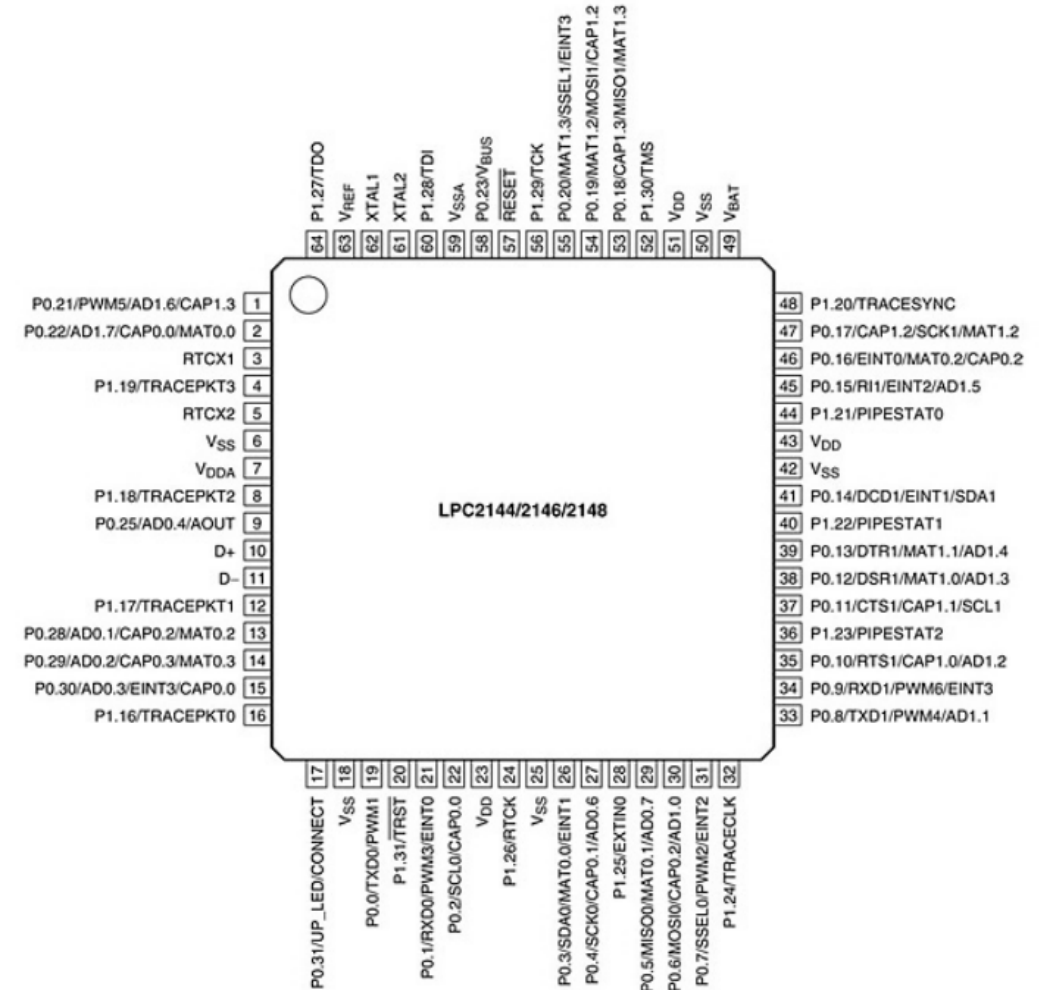 64 P1.27/TDO
63 VREF
62 XTAL1
61 XTAL2
60 P1.28/TDI
59 VSSA
58 P0.23/VBUS
57 RESET
56 P1.29/TCK
55 P0.20/MAT1.3/SSEL1/EINT3
54 P0.19/MAT1.2/MOSI1/CAP1.2
53 P0.18/CAP1.3/MISO1/MAT1.3
52 P1.30/TMS
51 VDD
50 VSS
49 VBAT
P0.21/PWM5/AD1.6/CAP1.3 1
P0.22/AD1.7/CAP0.0/MAT0.0 2
RTCX1 3
P1.19/TRACEPKT3 4
RTCX2 5
VSS 6
VDDA 7
P1.18/TRACEPKT2 8
P0.25/AD0.4/AOUT 9
D+ 10
D− 11
P1.17/TRACEPKT1 12
P0.28/AD0.1/CAP0.2/MAT0.2 13
P0.29/AD0.2/CAP0.3/MAT0.3 14
P0.30/AD0.3/EINT3/CAP0.0 15
P1.16/TRACEPKT0 16
LPC2144/2146/2148
48 P1.20/TRACESYNC
47 P0.17/CAP1.2/SCK1/MAT1.2
46 P0.16/EINT0/MAT0.2/CAP0.2
45 P0.15/RI1/EINT2/AD1.5
44 P1.21/PIPESTAT0
43 VDD
42 VSS
41 P0.14/DCD1/EINT1/SDA1
40 P1.22/PIPESTAT1
39 P0.13/DTR1/MAT1.1/AD1.4
38 P0.12/DSR1/MAT1.0/AD1.3
37 P0.11/CTS1/CAP1.1/SCL1
36 P1.23/PIPESTAT2
35 P0.10/RTS1/CAP1.0/AD1.2
34 P0.9/RXD1/PWM6/EINT3
33 P0.8/TXD1/PWM4/AD1.1
P0.31/UP_LED/CONNECT 17
VSS 18
P0.0/TXD0/PWM1 19
P1.31/TRST 20
P0.1/RXD0/PWM3/EINT0 21
P0.2/SCL0/CAP0.0 22
VDD 23
P1.26/RTCK 24
VSS 25
P0.3/SDA0/MAT0.0/EINT1 26
P0.4/SCK0/CAP0.1/AD0.6 27
P1.25/EXTIN0 28
P0.5/MISO0/MAT0.1/AD0.7 29
P0.6/MOSI0/CAP0.2/AD1.0 30
P0.7/SSEL0/PWM2/EINT2 31
P1.24/TRACECLK 32